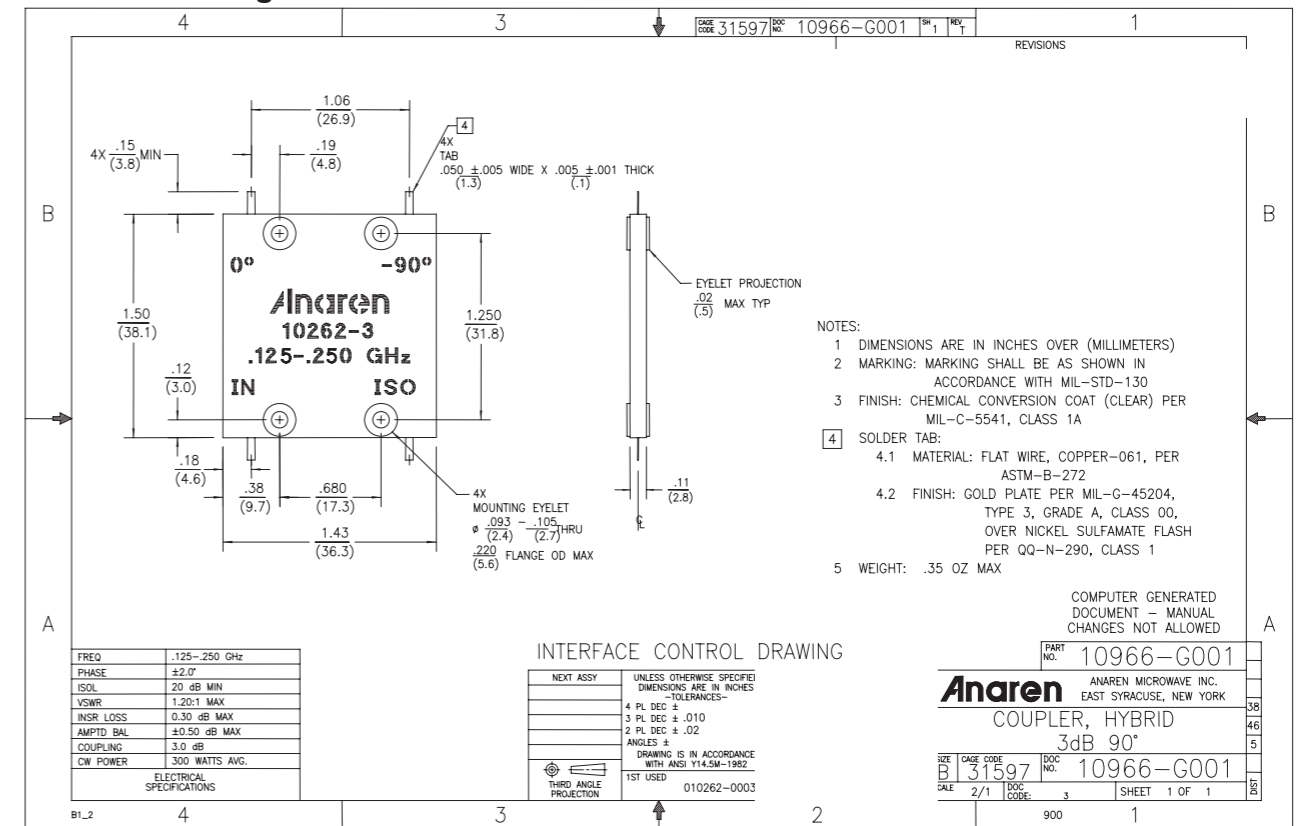 4
3
CAGE CODE 31597 DOC NO. 10966-G001 SH 1 REV T
1
REVISIONS
1.06
(26.9)
4
4X
TAB
.050 ±.005 WIDE X .005 ±.001 THICK
(1.3) (.1)
4X .15 MIN
(3.8)
.19
(4.8)
B
B
0° -90°
EYELET PROJECTION
.02 MAX TYP
(.5)
Anaren
10262-3
.125-.250 GHz
IN ISO
1.50
(38.1)
1.250
(31.8)
.12
(3.0)
.18
(4.6)
.38
(9.7)
.680
(17.3)
1.43
(36.3)
4X
MOUNTING EYELET
ø .093 - .105 THRU
(2.4) (2.7)
.220 FLANGE OD MAX
(5.6)
.11
(2.8)
CL
NOTES:
1 DIMENSIONS ARE IN INCHES OVER (MILLIMETERS)
2 MARKING: MARKING SHALL BE AS SHOWN IN
ACCORDANCE WITH MIL-STD-130
3 FINISH: CHEMICAL CONVERSION COAT (CLEAR) PER
MIL-C-5541, CLASS 1A
4 SOLDER TAB:
4.1 MATERIAL: FLAT WIRE, COPPER-061, PER
ASTM-B-272
4.2 FINISH: GOLD PLATE PER MIL-G-45204,
TYPE 3, GRADE A, CLASS 00,
OVER NICKEL SULFAMATE FLASH
PER QQ-N-290, CLASS 1
5 WEIGHT: .35 OZ MAX
COMPUTER GENERATED
DOCUMENT - MANUAL
CHANGES NOT ALLOWED
A
A
FREQ .125-.250 GHz
PHASE ±2.0°
ISOL 20 dB MIN
VSWR 1.20:1 MAX
INSR LOSS 0.30 dB MAX
AMPTD BAL ±0.50 dB MAX
COUPLING 3.0 dB
CW POWER 300 WATTS AVG.
ELECTRICAL
SPECIFICATIONS
INTERFACE CONTROL DRAWING
NEXT ASSY
UNLESS OTHERWISE SPECIFIE
DIMENSIONS ARE IN INCHES
-TOLERANCES-
4 PL DEC ±
3 PL DEC ± .010
2 PL DEC ± .02
ANGLES ±
DRAWING IS IN ACCORDANCE
WITH ANSI Y14.5M-1982
THIRD ANGLE
PROJECTION
1ST USED
010262-0003
PART NO. 10966-G001
Anaren
ANAREN MICROWAVE INC.
EAST SYRACUSE, NEW YORK
COUPLER, HYBRID
3dB 90°
SIZE B CAGE CODE 31597 DOC NO. 10966-G001
CALE 2/1 DOC CODE: 3 SHEET 1 OF 1
38
46
5
DIST
B1_2
4
3
2
900
1